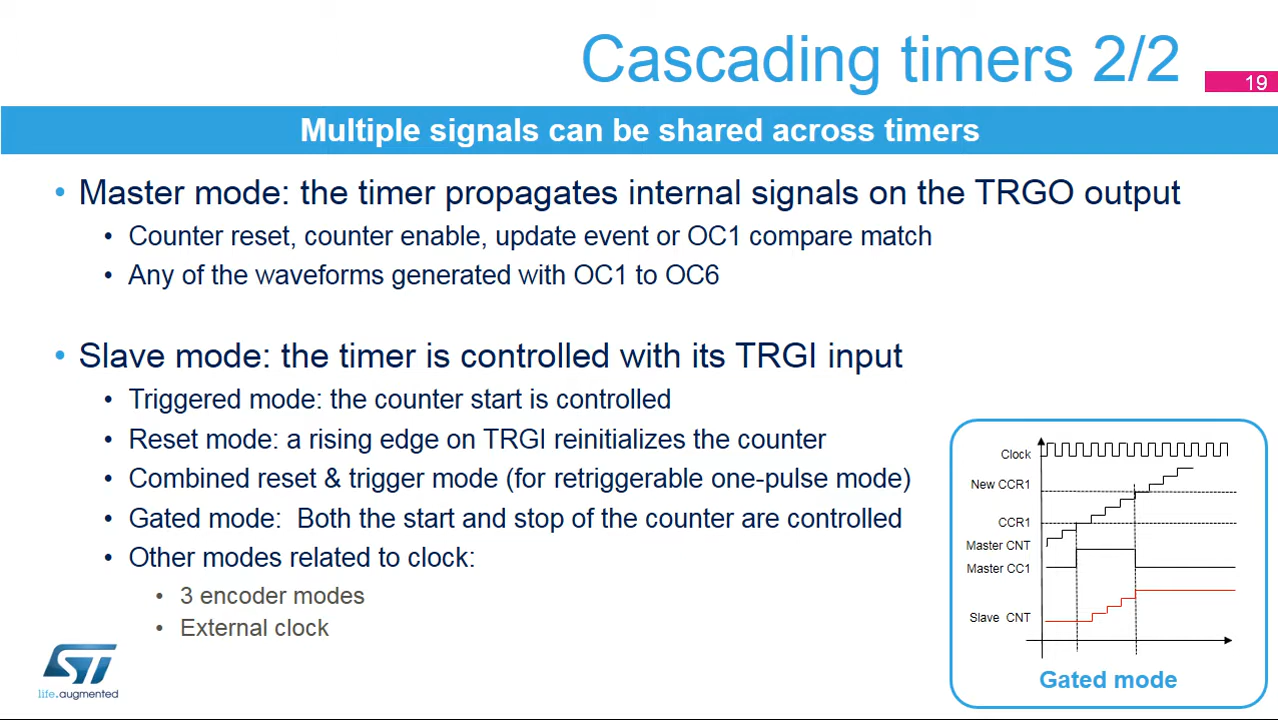 Cascading timers 2/2
19
Multiple signals can be shared across timers
• Master mode: the timer propagates internal signals on the TRGO output
• Counter reset, counter enable, update event or OC1 compare match
• Any of the waveforms generated with OC1 to OC6
• Slave mode: the timer is controlled with its TRGI input
• Triggered mode: the counter start is controlled
• Reset mode: a rising edge on TRGI reinitializes the counter
• Combined reset & trigger mode (for retriggerable one-pulse mode)
• Gated mode:  Both the start and stop of the counter are controlled
• Other modes related to clock:
• 3 encoder modes
• External clock
Clock
New CCR1
CCR1
Master CNT
Master CC1
Slave CNT
Gated mode
ST
life.augmented